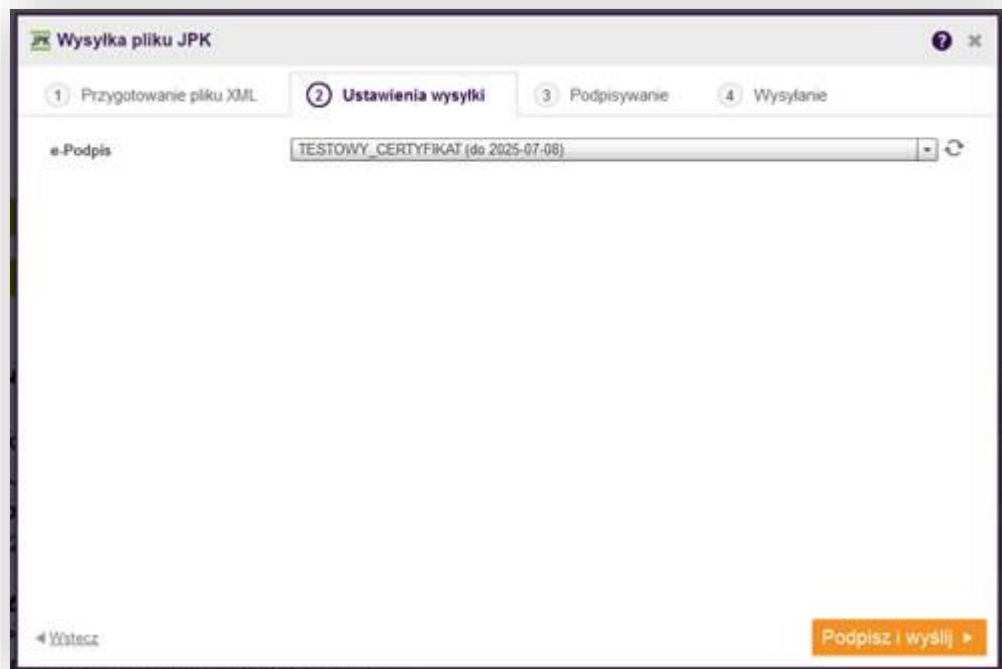 JPK Wysyłka pliku JPK ?
1 Przygotowanie pliku XML 2 Ustawienia wysyłki 3 Podpisywanie 4 Wysyłanie
e-Podpis TESTOWY_CERTYFIKAT (do 2025-07-08)
Wstecz Podpisz i wyślij